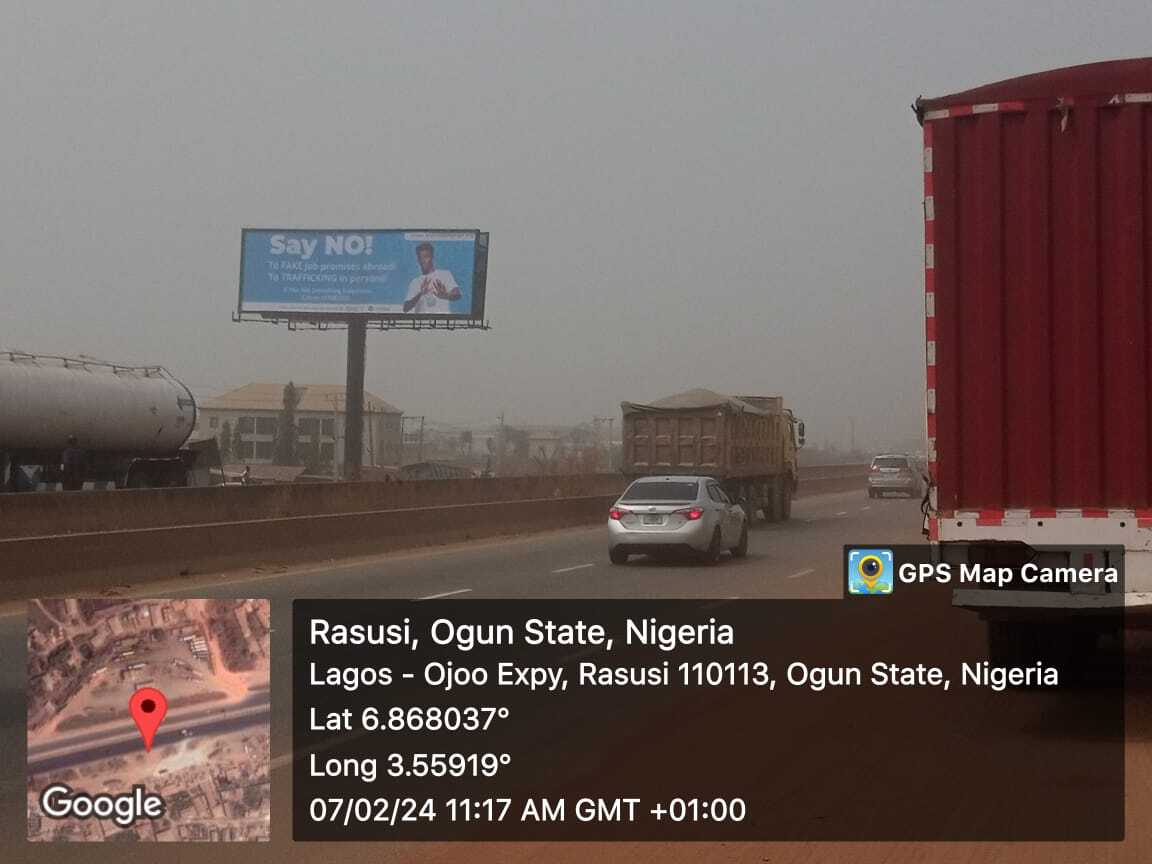 Say NO!
To FAKE job promises abroad!
To TRAFFICKING in persons!
GPS Map Camera
Rasusi, Ogun State, Nigeria
Lagos - Ojoo Expy, Rasusi 110113, Ogun State, Nigeria
Lat 6.868037°
Long 3.55919°
07/02/24 11:17 AM GMT +01:00
Google